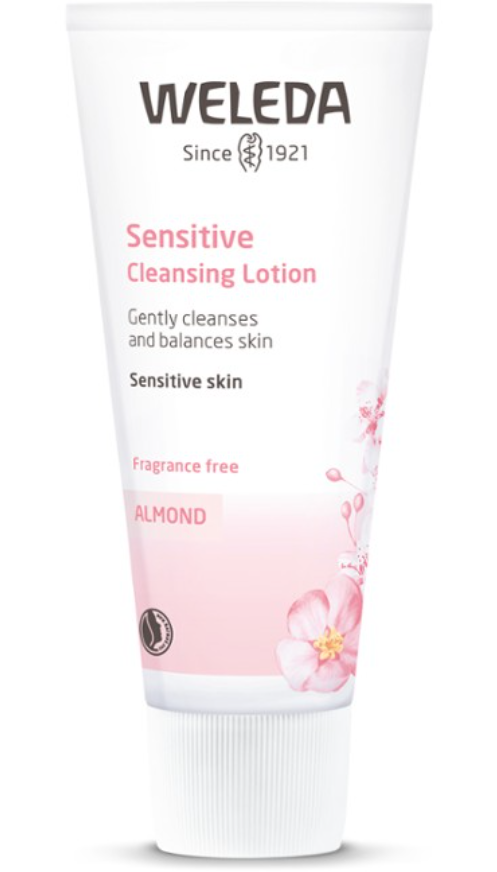 WELEDA
Since 1921
Sensitive
Cleansing Lotion
Gently cleanses
and balances skin
Sensitive skin
Fragrance free
ALMOND